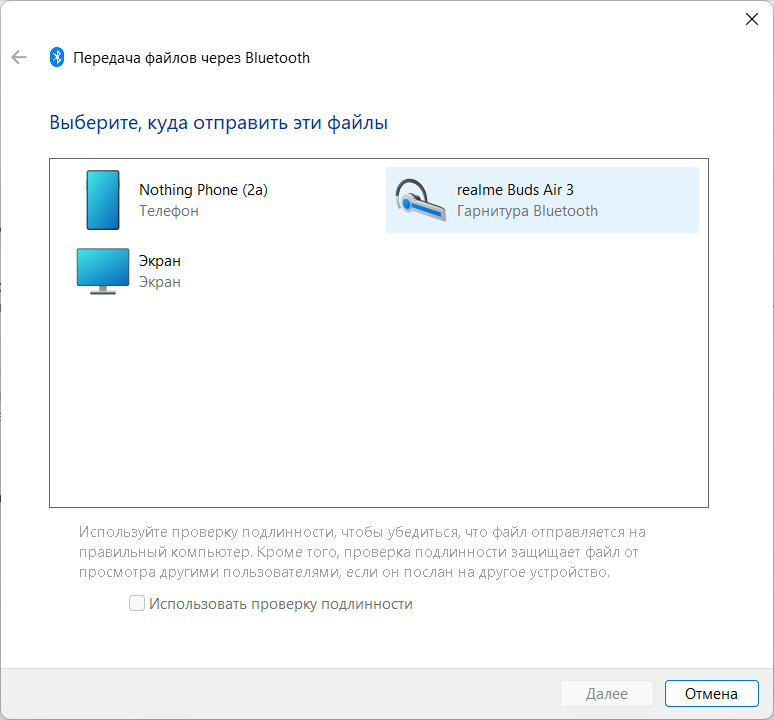 Передача файлов через Bluetooth
Выберите, куда отправить эти файлы
Nothing Phone (2a)
Телефон
realme Buds Air 3
Гарнитура Bluetooth
Экран
Экран
Используйте проверку подлинности, чтобы убедиться, что файл отправляется на
правильный компьютер. Кроме того, проверка подлинности защищает файл от
просмотра другими пользователями, если он послан на другое устройство.
Использовать проверку подлинности
Далее
Отмена